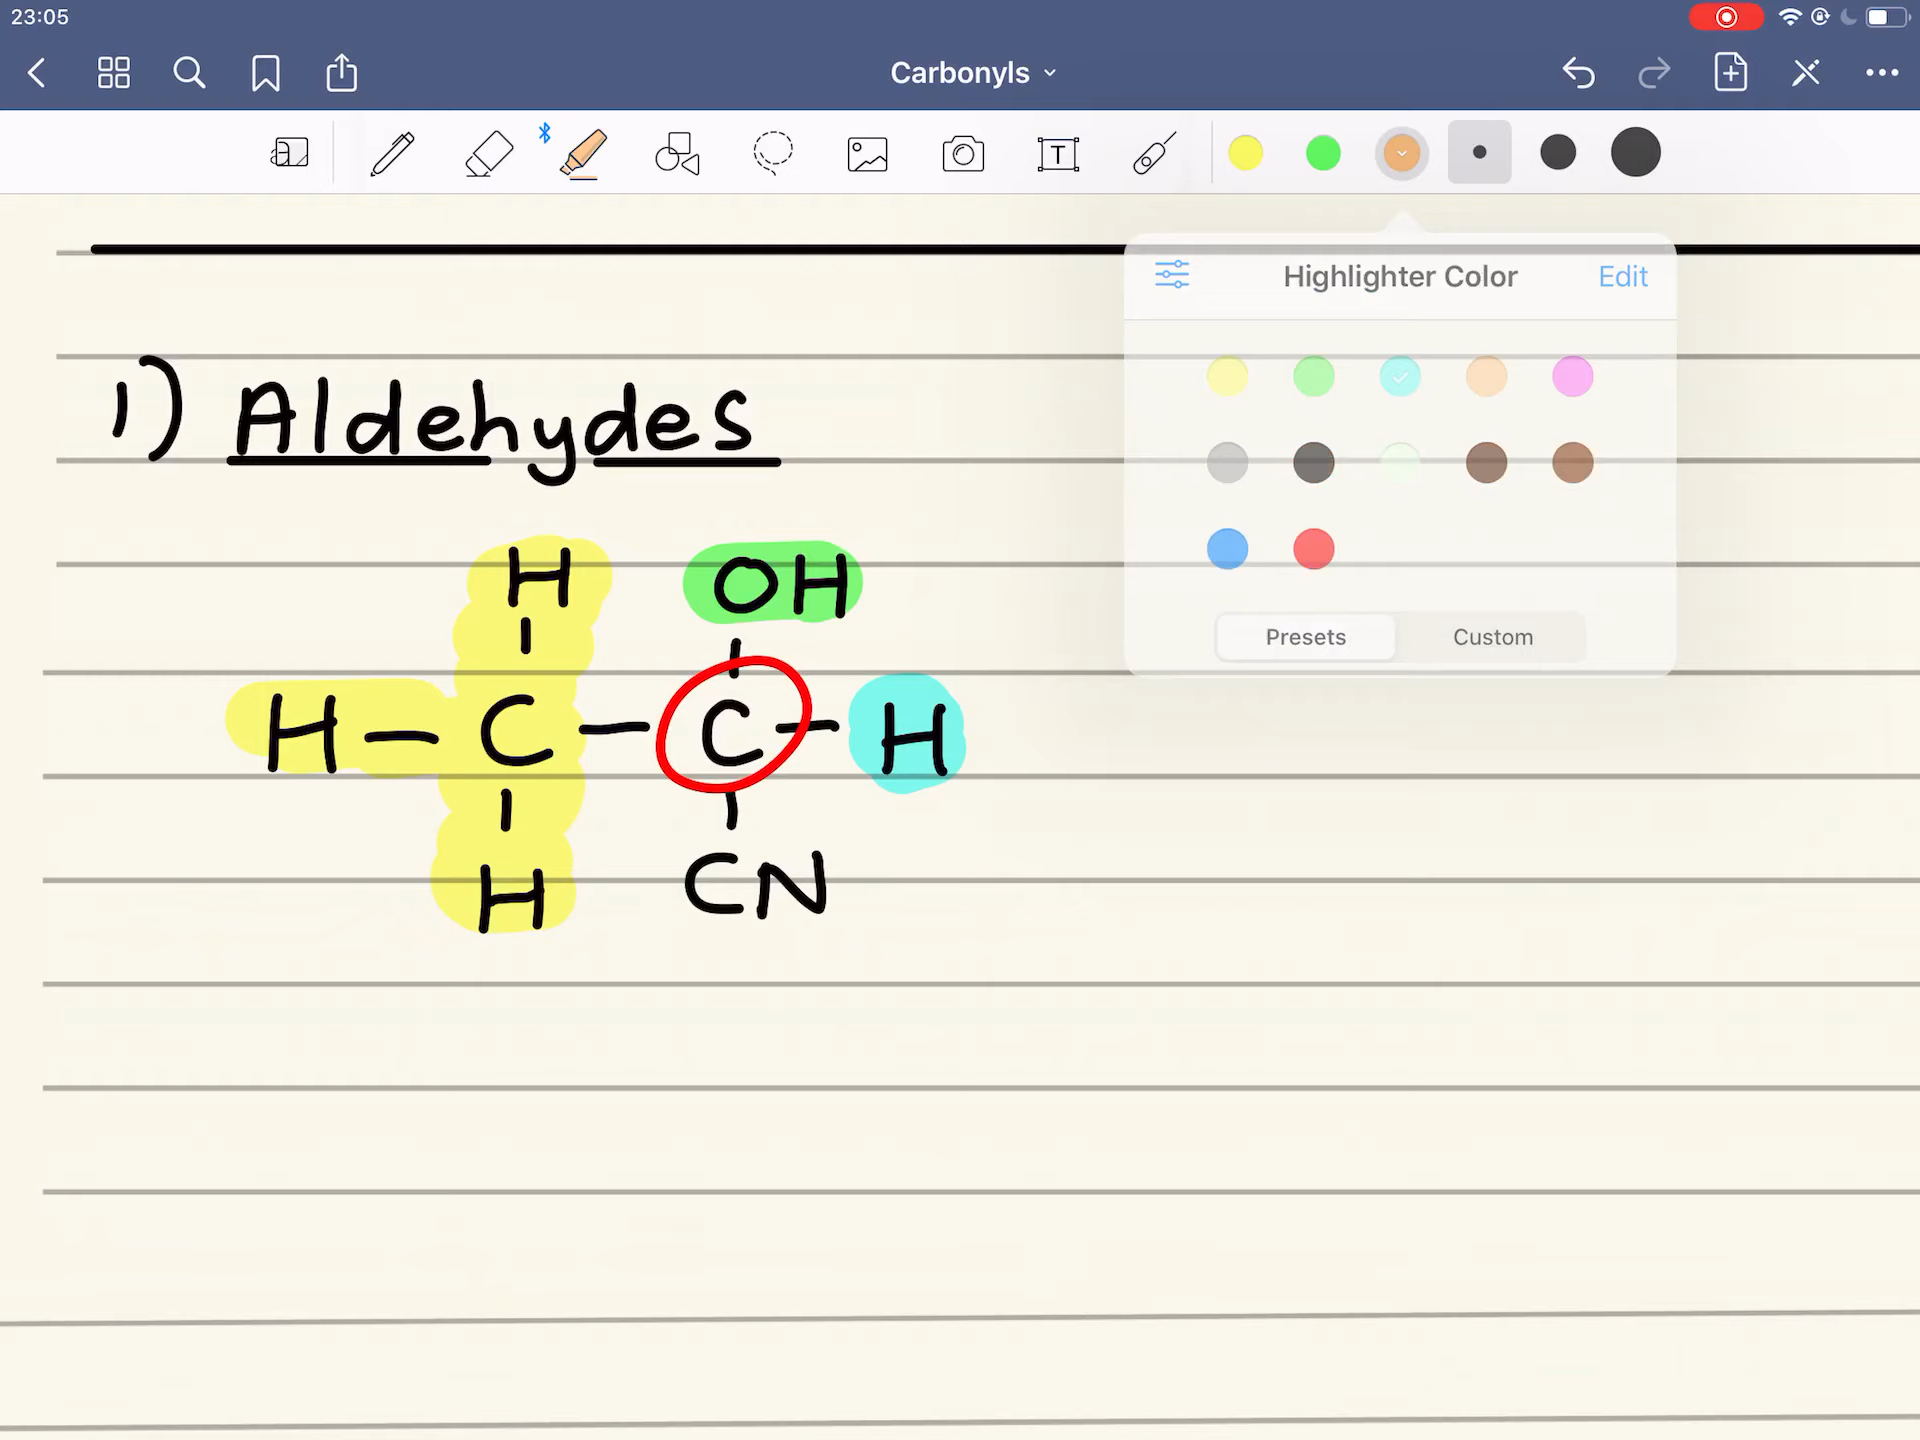 23:05
Carbonyls
T
Highlighter Color Edit
Presets Custom
1) Aldehydes
H OH
H C C H
H CN